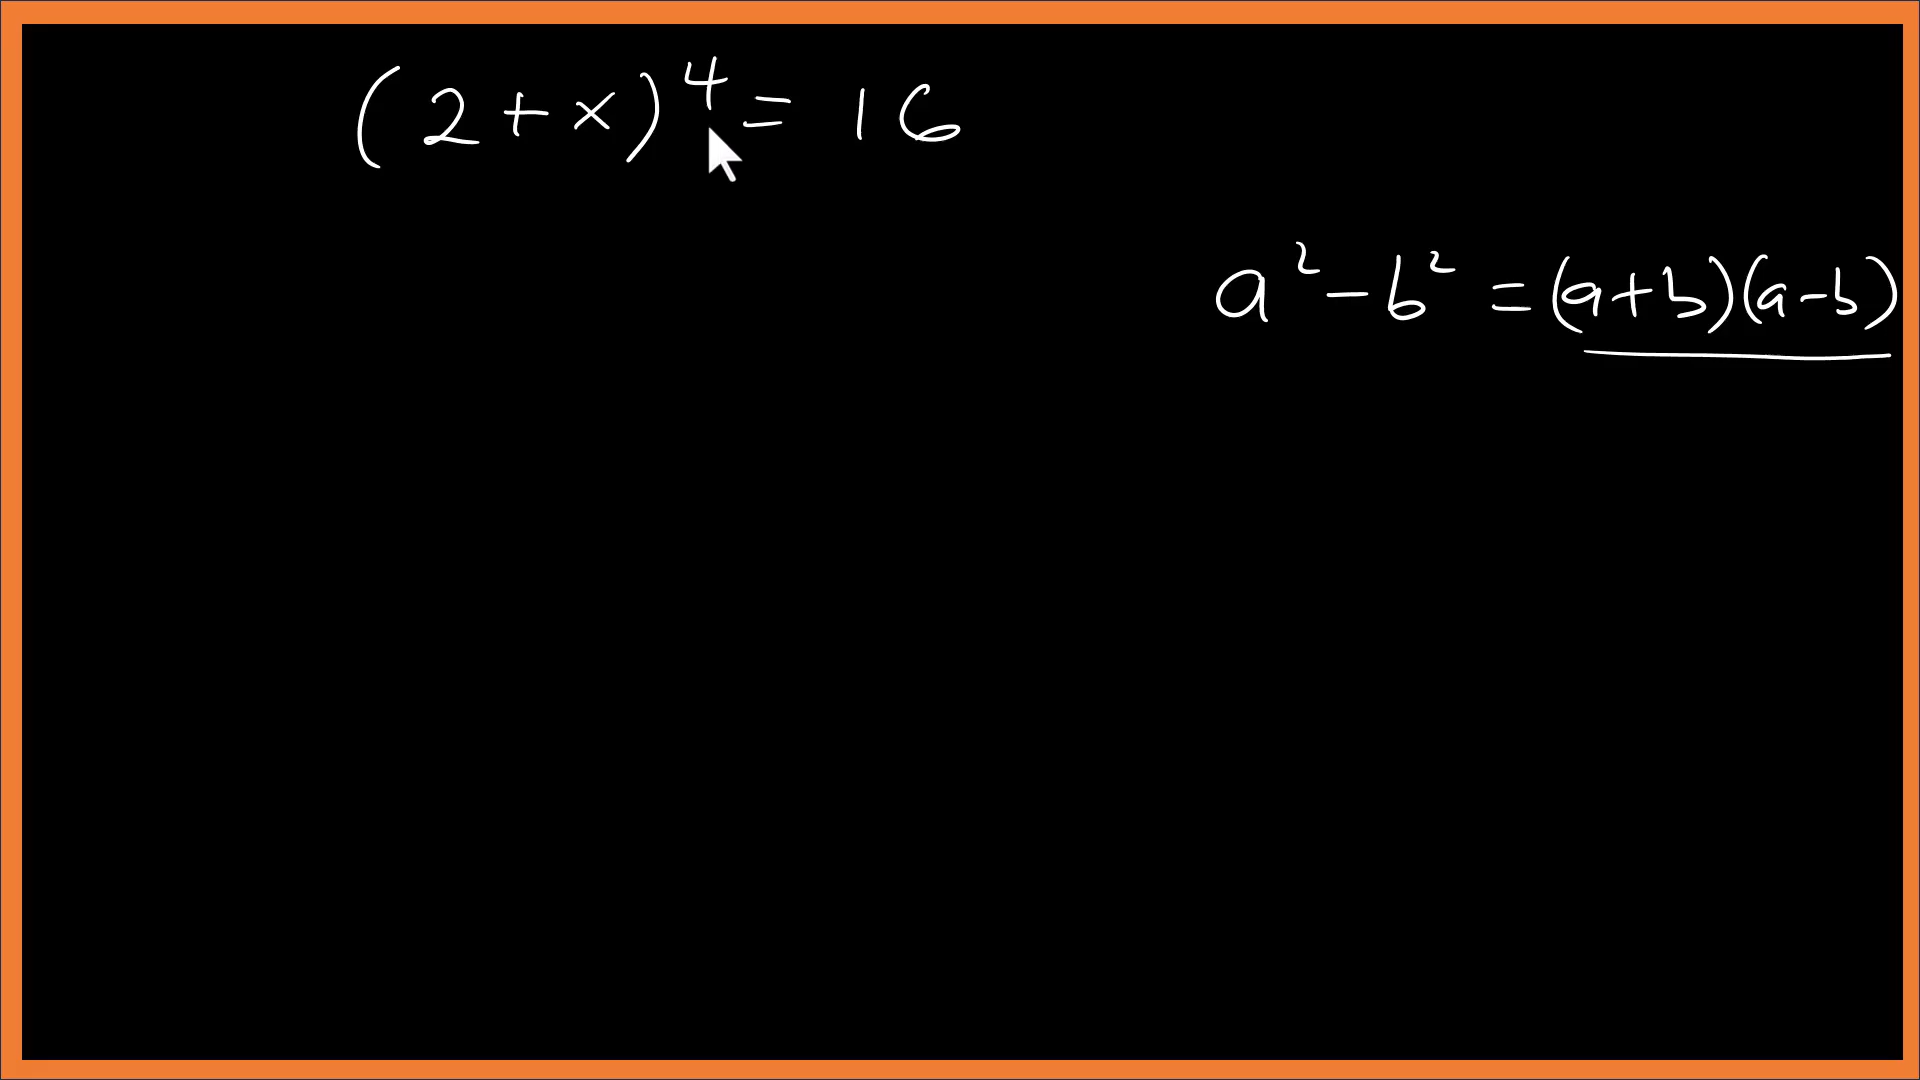 (2+x)⁴ = 16
a² - b² = (a+b)(a-b)